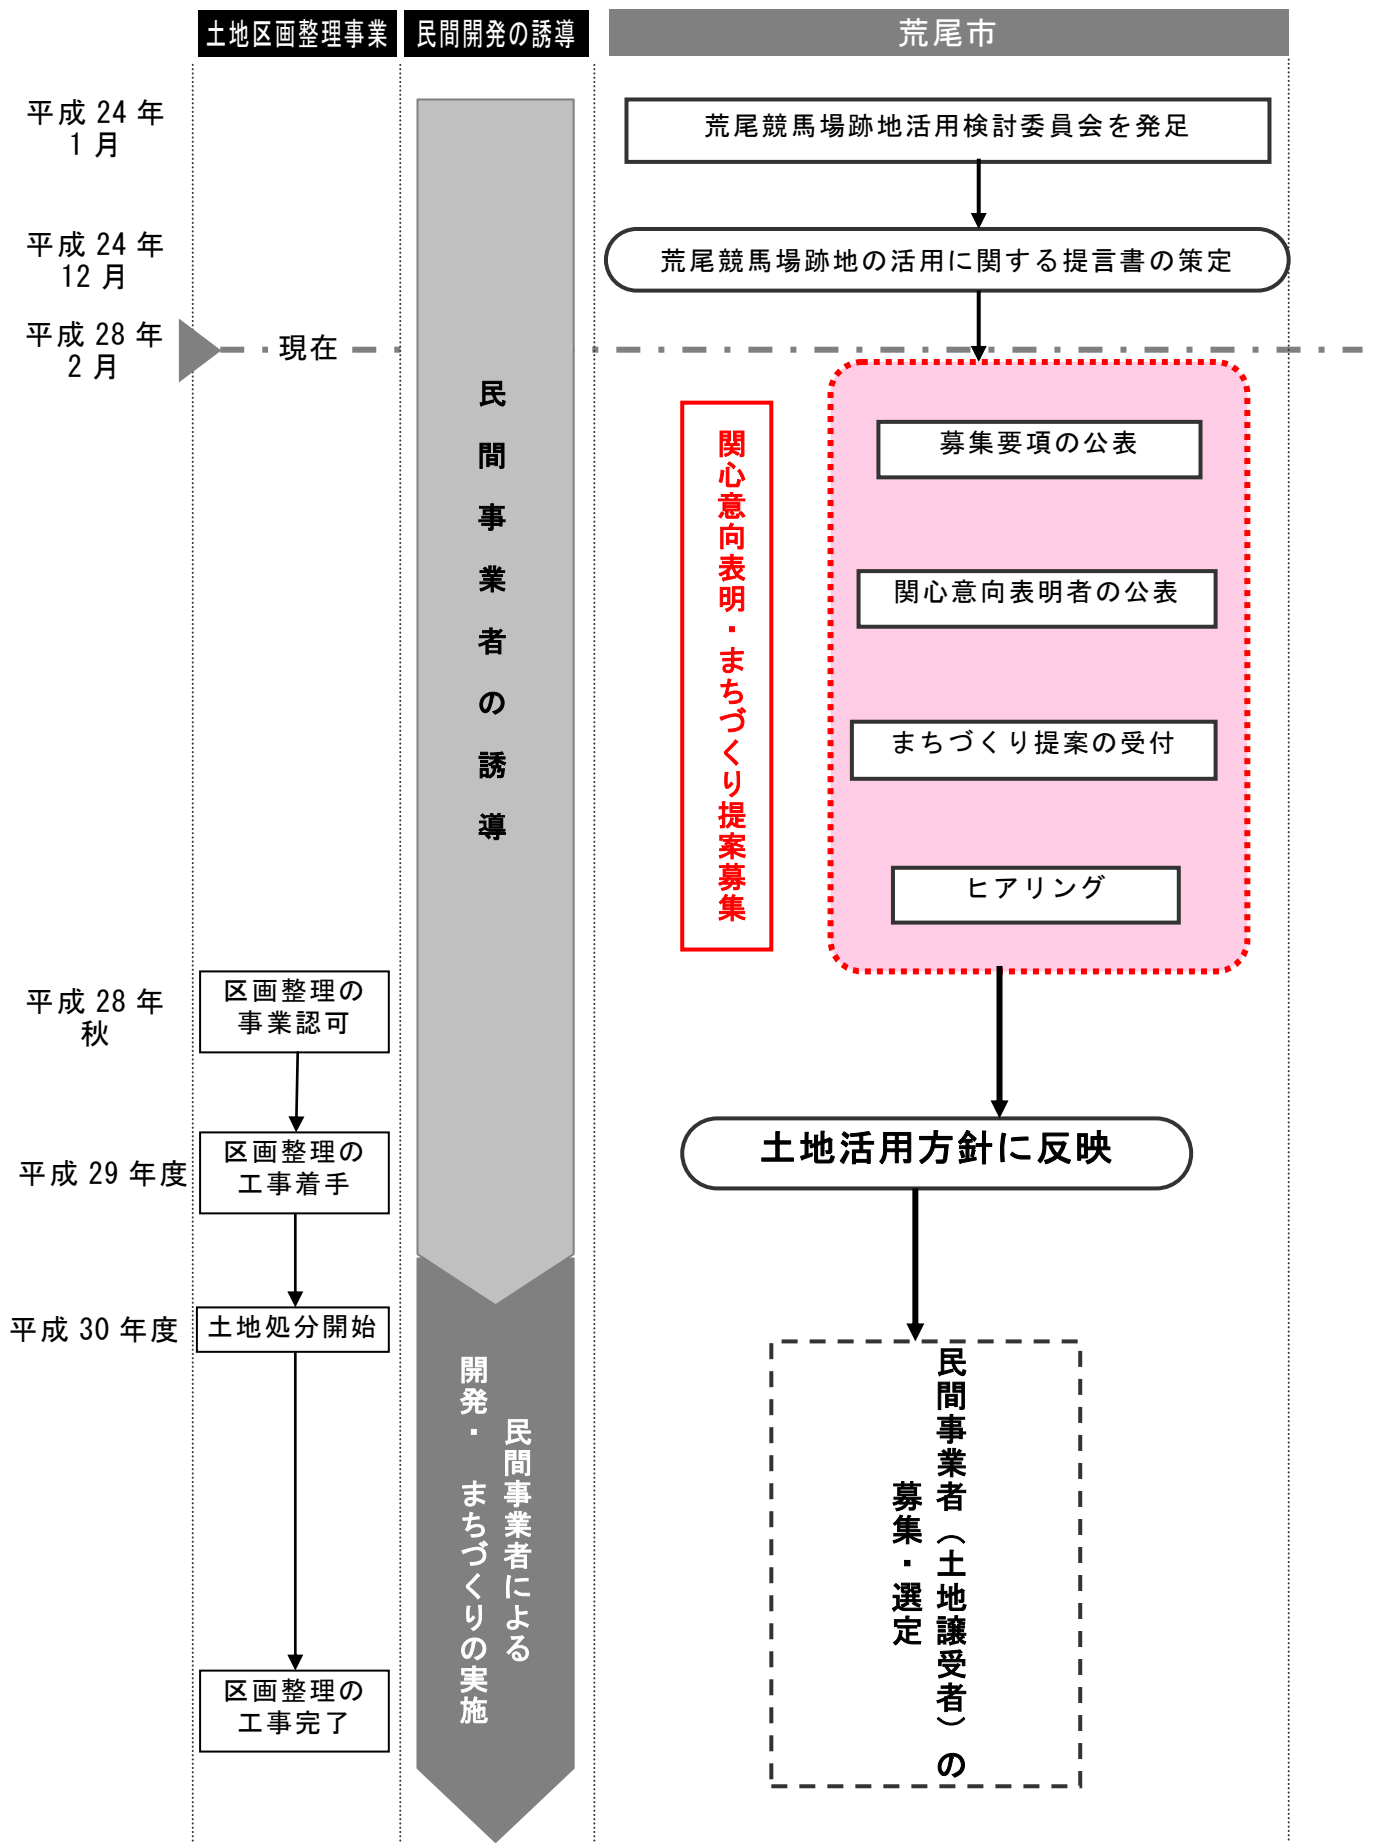 土地区画整理事業
民間開発の誘導
荒尾市
平成 24 年
1 月
荒尾競馬場跡地活用検討委員会を発足
平成 24 年
12 月
荒尾競馬場跡地の活用に関する提言書の策定
平成 28 年
2 月
現在
民間事業者の誘導
関心意向表明・まちづくり提案募集
募集要項の公表
関心意向表明者の公表
まちづくり提案の受付
ヒアリング
平成 28 年
秋
区画整理の
事業認可
平成 29 年度
区画整理の
工事着手
土地活用方針に反映
平成 30 年度
土地処分開始
民間事業者による
開発・ まちづくりの実施
民間事業者（土地譲受者）の
募集・選定
区画整理の
工事完了